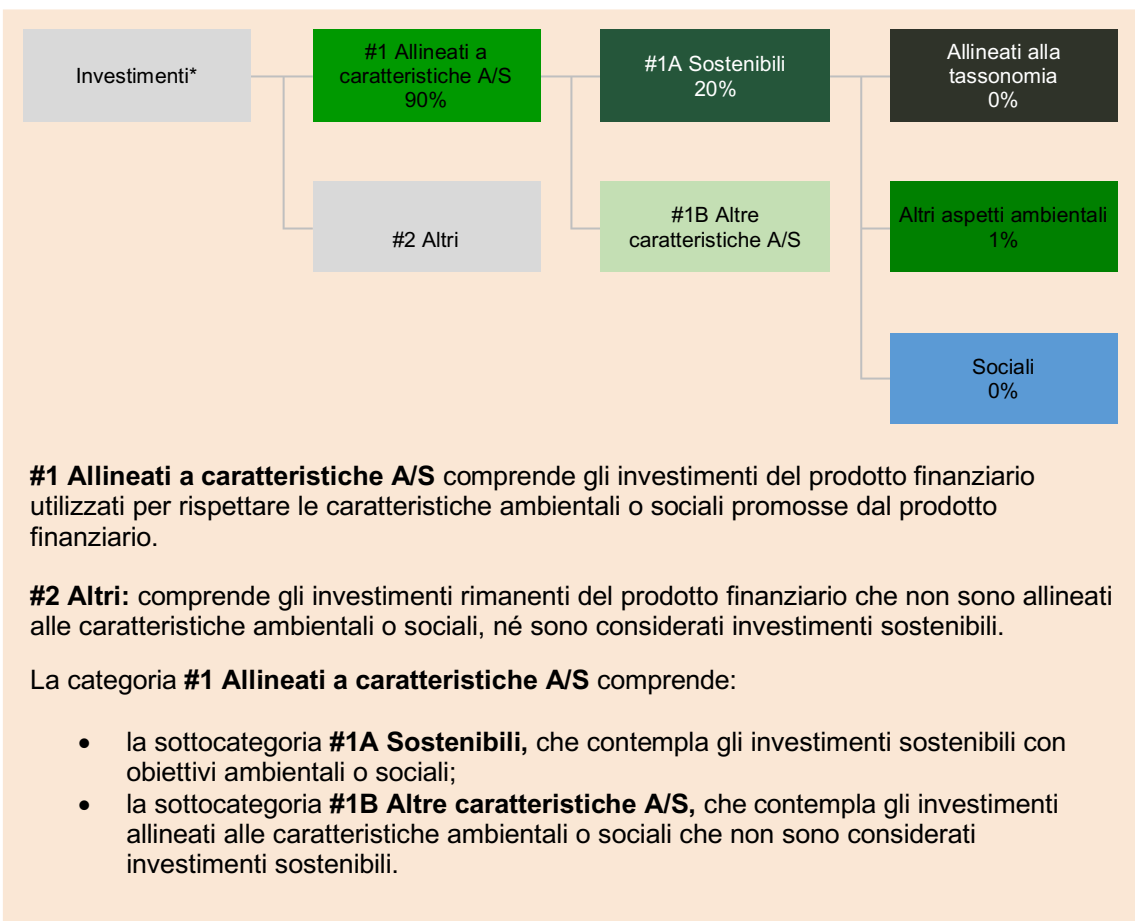 Investimenti*
#1 Allineati a
caratteristiche A/S
90%
#1A Sostenibili
20%
Allineati alla
tassonomia
0%
#2 Altri
#1B Altre
caratteristiche A/S
Altri aspetti ambientali
1%
Sociali
0%
#1 Allineati a caratteristiche A/S comprende gli investimenti del prodotto finanziario
utilizzati per rispettare le caratteristiche ambientali o sociali promosse dal prodotto
finanziario.
#2 Altri: comprende gli investimenti rimanenti del prodotto finanziario che non sono allineati
alle caratteristiche ambientali o sociali, né sono considerati investimenti sostenibili.
La categoria #1 Allineati a caratteristiche A/S comprende:
• la sottocategoria #1A Sostenibili, che contempla gli investimenti sostenibili con
obiettivi ambientali o sociali;
• la sottocategoria #1B Altre caratteristiche A/S, che contempla gli investimenti
allineati alle caratteristiche ambientali o sociali che non sono considerati
investimenti sostenibili.